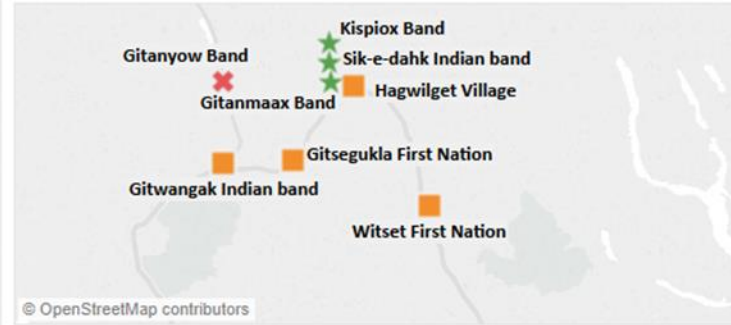 Kispiox Band
Gitanyow Band
Sik-e-dahk Indian band
Hagwilget Village
Gitanmaax Band
Gitsegukla First Nation
Gitwangak Indian band
Witset First Nation
© OpenStreetMap contributors